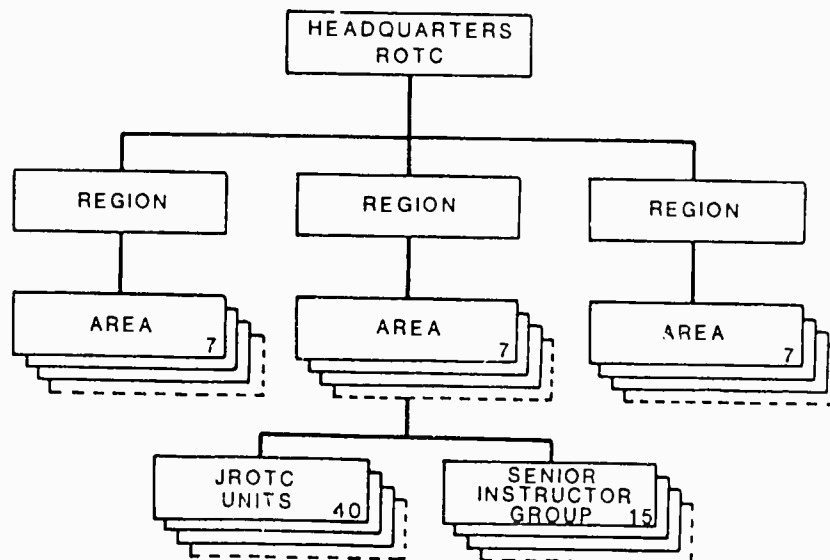 HEADQUARTERS
ROTC
REGION
REGION
REGION
AREA
7
AREA
7
AREA
7
JROTC
UNITS
40
SENIOR
INSTRUCTOR
GROUP 15